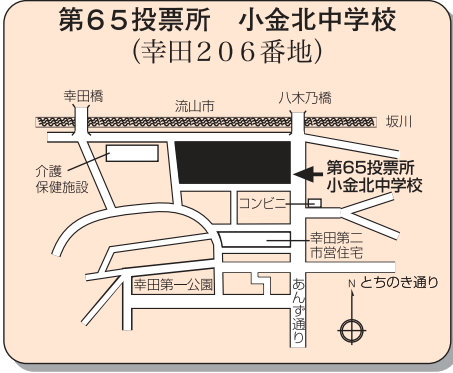 第６５投票所　小金北中学校
（幸田２０６番地）
幸田橋
流山市
八木乃橋
坂川
介護
保健施設
第65投票所
小金北中学校
コンビニ
幸田第二
市営住宅
幸田第一公園
あんず通り
N
とちのき通り